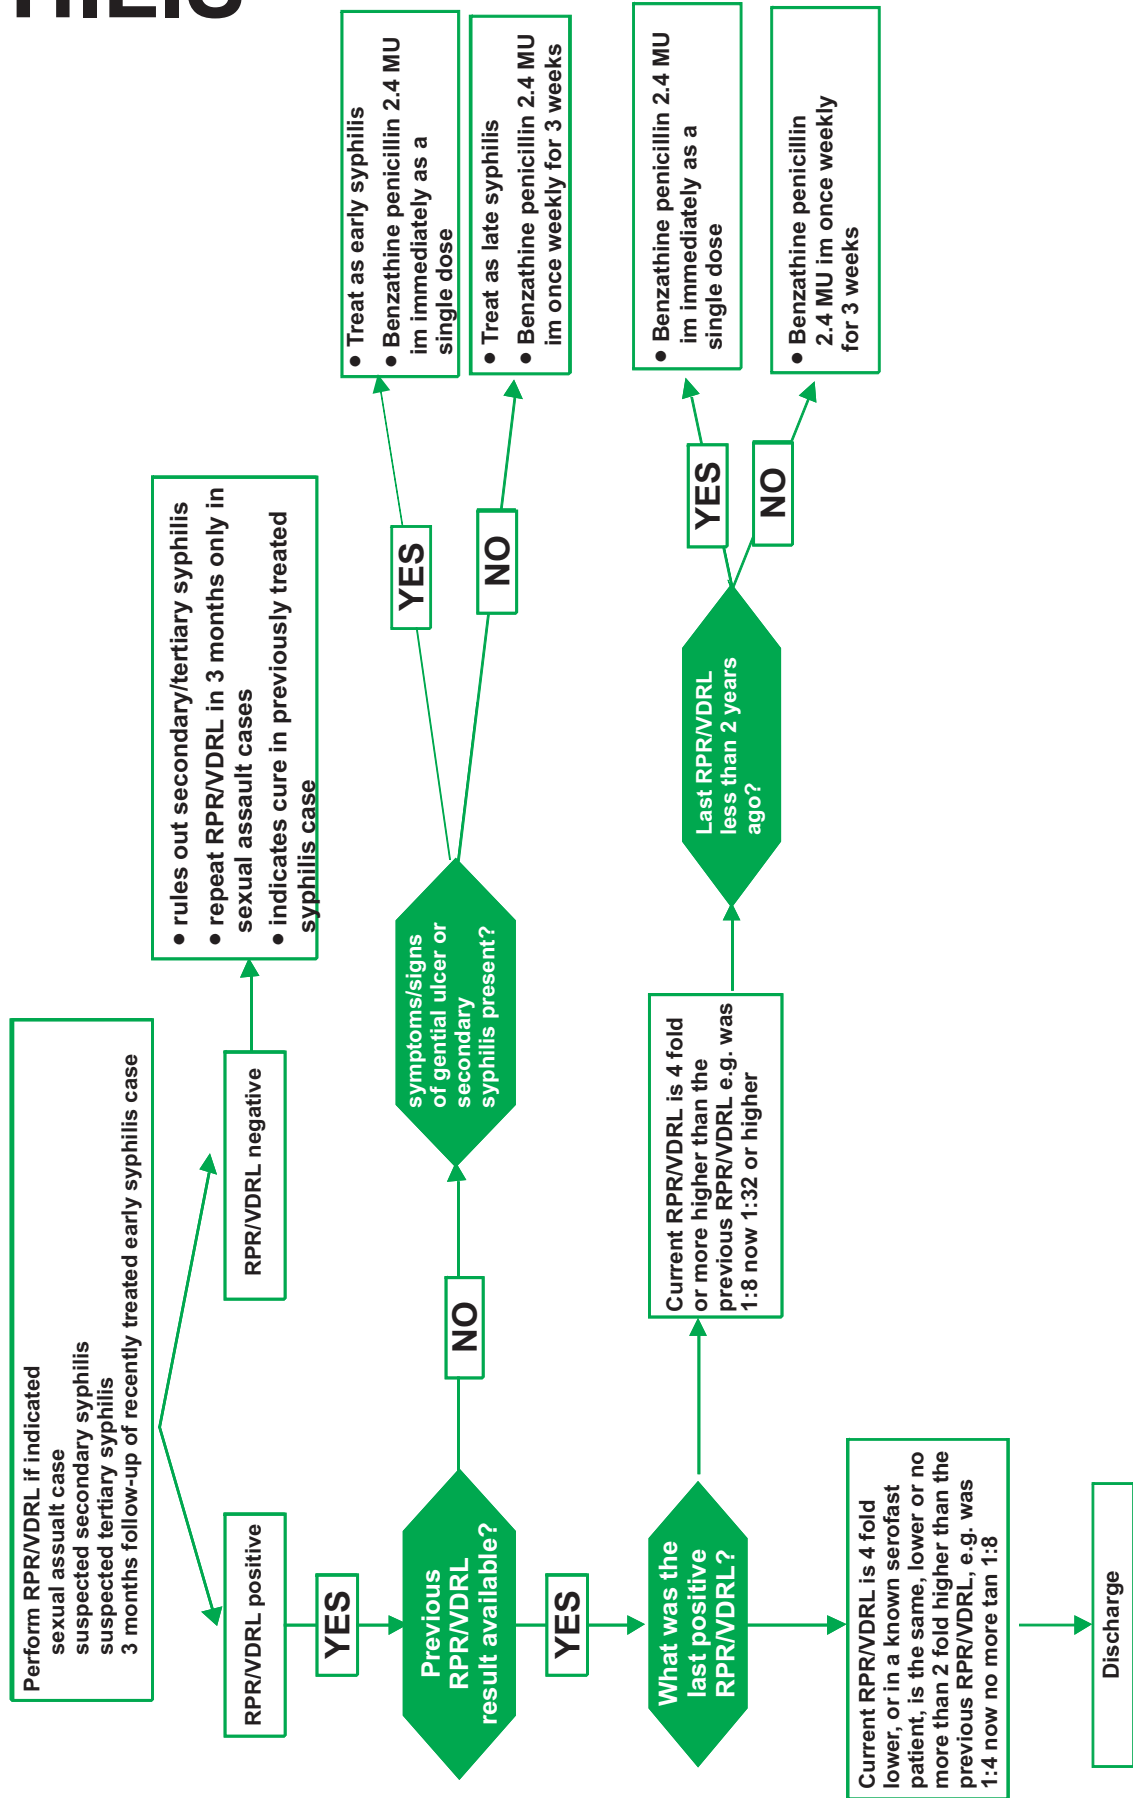 Perform RPR/VDRL if indicated
sexual assualt case
suspected secondary syphilis
suspected tertiary syphilis
3 months follow-up of recently treated early syphilis case
RPR/VDRL positive
RPR/VDRL negative
• rules out secondary/tertiary syphilis
• repeat RPR/VDRL in 3 months only in
sexual assault cases
• indicates cure in previously treated
syphilis case
YES
Previous
RPR/VDRL
result available?
NO
symptoms/signs
of gential ulcer or
secondary
syphilis present?
YES
• Treat as early syphilis
• Benzathine penicillin 2.4 MU
im immediately as a
single dose
NO
• Treat as late syphilis
• Benzathine penicillin 2.4 MU
im once weekly for 3 weeks
YES
What was the
last positive
RPR/VDRL?
Current RPR/VDRL is 4 fold
or more higher than the
previous RPR/VDRL e.g. was
1:8 now 1:32 or higher
Last RPR/VDRL
less than 2 years
ago?
YES
• Benzathine penicillin 2.4 MU
im immediately as a
single dose
NO
• Benzathine penicillin
2.4 MU im once weekly
for 3 weeks
Current RPR/VDRL is 4 fold
lower, or in a known serofast
patient, is the same, lower or no
more than 2 fold higher than the
previous RPR/VDRL, e.g. was
1:4 now no more tan 1:8
Discharge